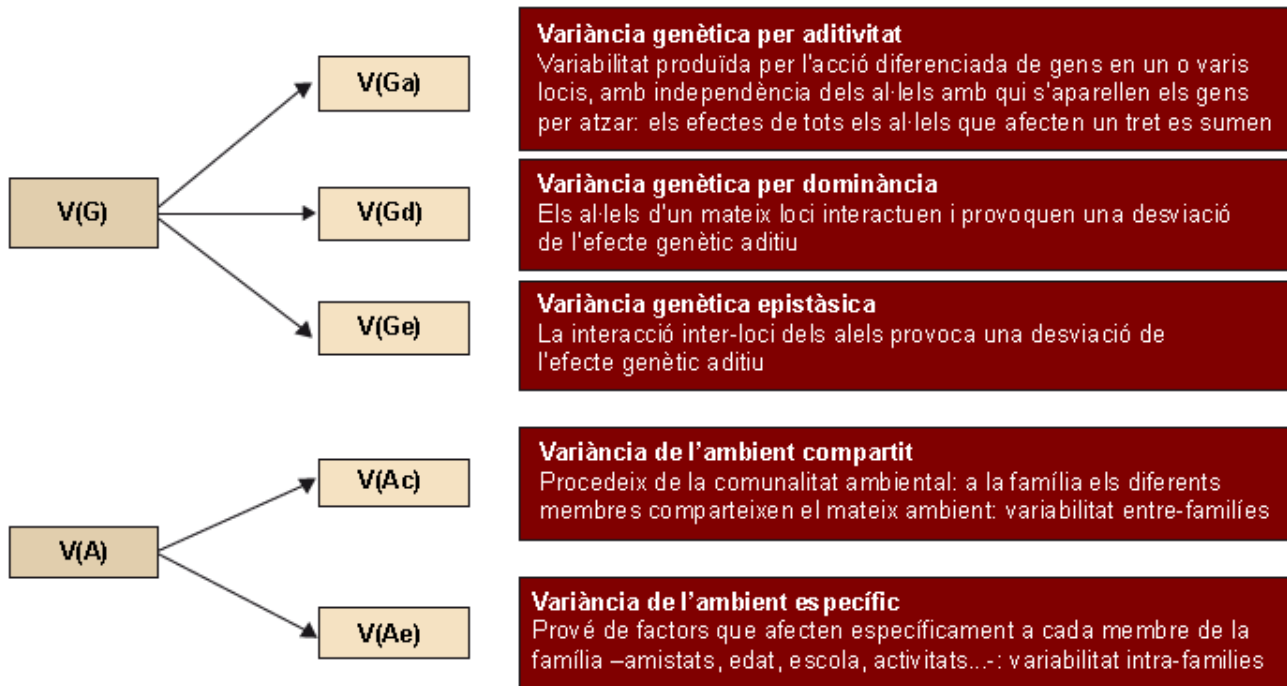 V(G)
V(Ga)
Variància genètica per aditivitat
Variabilitat produïda per l'acció diferenciada de gens en un o varis
locis, amb independència dels al·lels amb qui s'aparellen els gens
per atzar: els efectes de tots els al·lels que afecten un tret es sumen
V(Gd)
Variància genètica per dominància
Els al·lels d'un mateix loci interactuen i provoquen una desviació
de l'efecte genètic aditiu
V(Ge)
Variància genètica epistàsica
La interacció inter-loci dels alels provoca una desviació de
l'efecte genètic aditiu
V(A)
V(Ac)
Variància de l'ambient compartit
Procedeix de la comunalitat ambiental: a la família els diferents
membres comparteixen el mateix ambient: variabilitat entre-famílies
V(Ae)
Variància de l'ambient específic
Prové de factors que afecten específicament a cada membre de la
família –amistats, edat, escola, activitats...-: variabilitat intra-families